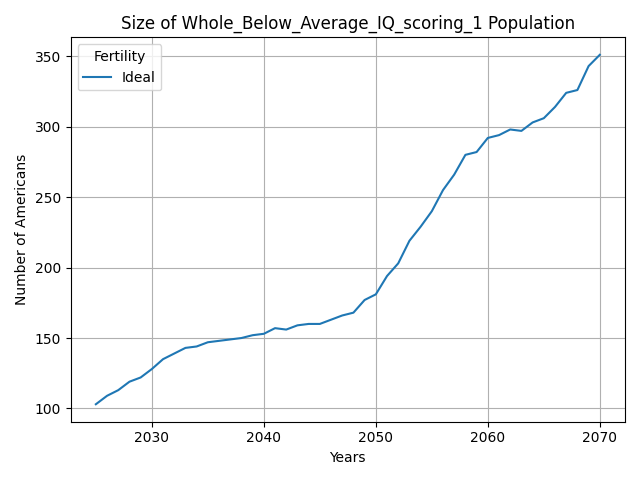 Size of Whole_Below_Average_IQ_scoring_1 Population
Fertility
Ideal
350
300
250
200
150
100
Number of Americans
2030
2040
2050
2060
2070
Years